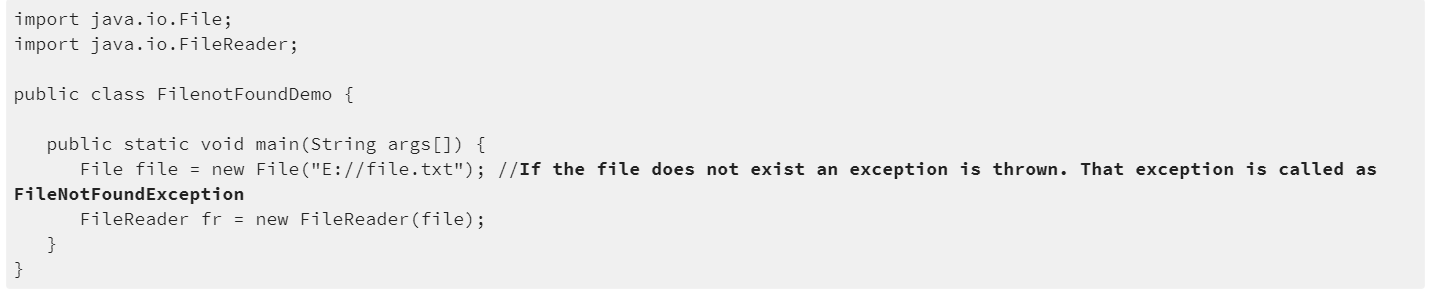 import java.io.File;
import java.io.FileReader;

public class FilenotFoundDemo {

   public static void main(String args[]) {
      File file = new File("E://file.txt"); //If the file does not exist an exception is thrown. That exception is called as
FileNotFoundException
      FileReader fr = new FileReader(file);
   }
}